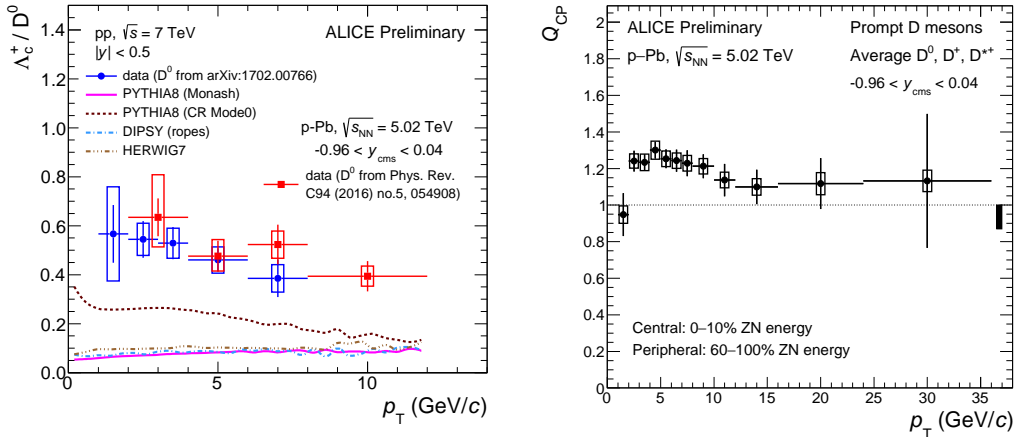 Λc+ / D0
1.4
1.2
1.0
0.8
0.6
0.4
0.2
0.0
0
5
10
pT (GeV/c)
pp, √s = 7 TeV
|y| < 0.5
ALICE Preliminary
data (D0 from arXiv:1702.00766)
PYTHIA8 (Monash)
PYTHIA8 (CR Mode0)
DIPSY (ropes)
HERWIG7
p-Pb, √sNN = 5.02 TeV
-0.96 < ycms < 0.04
data (D0 from Phys. Rev.
C94 (2016) no.5, 054908)
QCP
2
1.8
1.6
1.4
1.2
1
0.8
0.6
0.4
0.2
0
0
5
10
15
20
25
30
35
pT (GeV/c)
ALICE Preliminary
p–Pb, √sNN = 5.02 TeV
Prompt D mesons
Average D0, D+, D*+
-0.96 < ycms < 0.04
Central: 0–10% ZN energy
Peripheral: 60–100% ZN energy